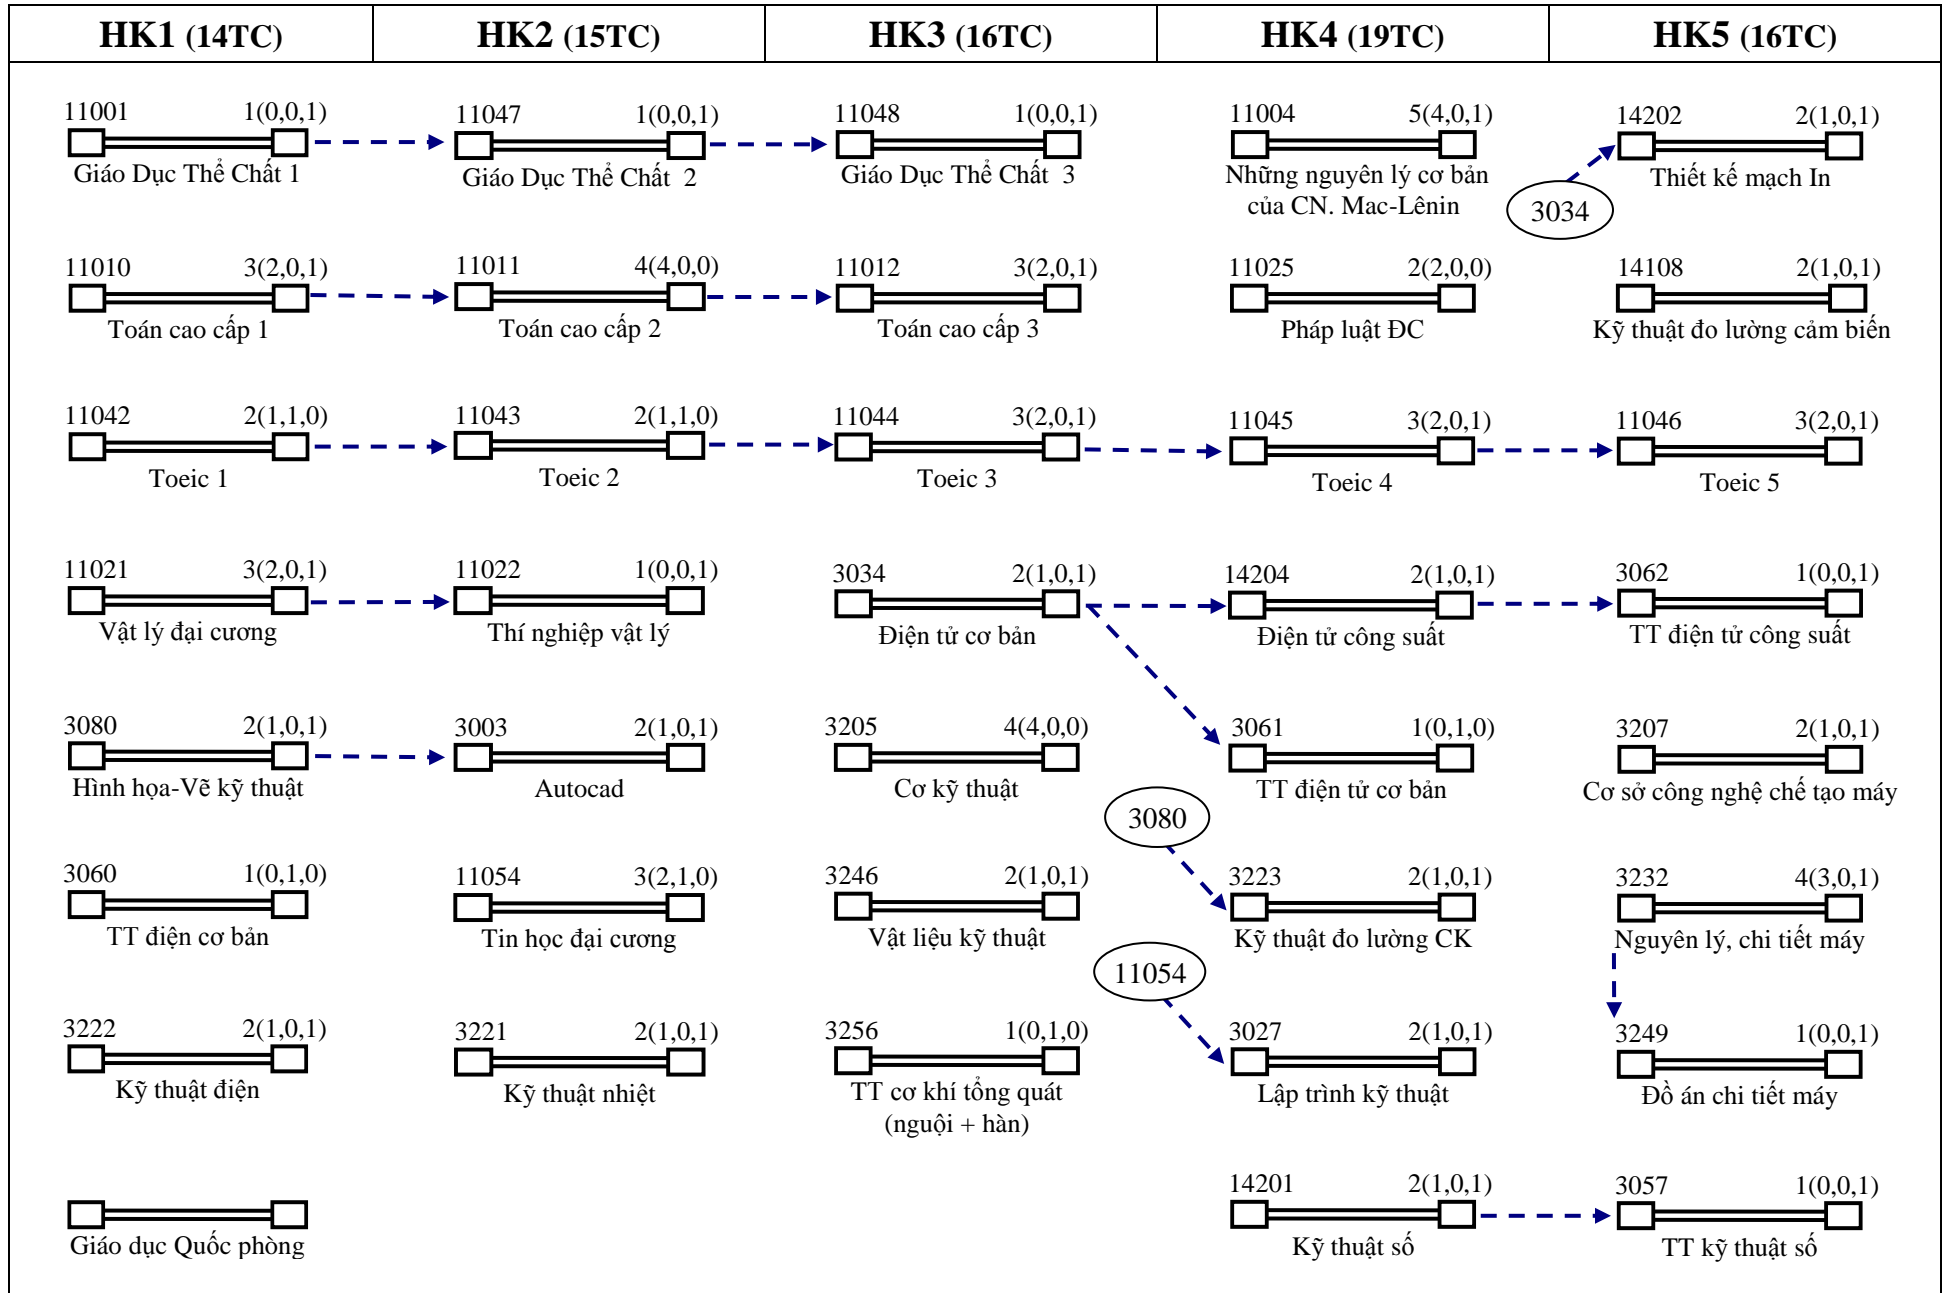 HK1 (14TC) HK2 (15TC) HK3 (16TC) HK4 (19TC) HK5 (16TC)
11001 1(0,0,1) 11047 1(0,0,1) 11048 1(0,0,1) 11004 5(4,0,1) 14202 2(1,0,1)
Giáo Dục Thể Chất 1 Giáo Dục Thể Chất 2 Giáo Dục Thể Chất 3 Những nguyên lý cơ bản Thiết kế mạch In
của CN. Mac-Lênin 3034
11010 3(2,0,1) 11011 4(4,0,0) 11012 3(2,0,1) 11025 2(2,0,0) 14108 2(1,0,1)
Toán cao cấp 1 Toán cao cấp 2 Toán cao cấp 3 Pháp luật ĐC Kỹ thuật đo lường cảm biến
11042 2(1,1,0) 11043 2(1,1,0) 11044 3(2,0,1) 11045 3(2,0,1) 11046 3(2,0,1)
Toeic 1 Toeic 2 Toeic 3 Toeic 4 Toeic 5
11021 3(2,0,1) 11022 1(0,0,1) 3034 2(1,0,1) 14204 2(1,0,1) 3062 1(0,0,1)
Vật lý đại cương Thí nghiệp vật lý Điện tử cơ bản Điện tử công suất TT điện tử công suất
3080 2(1,0,1) 3003 2(1,0,1) 3205 4(4,0,0) 3061 1(0,1,0) 3207 2(1,0,1)
Hình họa-Vẽ kỹ thuật Autocad Cơ kỹ thuật TT điện tử cơ bản Cơ sở công nghệ chế tạo máy
3080
3060 1(0,1,0) 11054 3(2,1,0) 3246 2(1,0,1) 3223 2(1,0,1) 3232 4(3,0,1)
TT điện cơ bản Tin học đại cương Vật liệu kỹ thuật Kỹ thuật đo lường CK Nguyên lý, chi tiết máy
11054
3222 2(1,0,1) 3221 2(1,0,1) 3256 1(0,1,0) 3027 2(1,0,1) 3249 1(0,0,1)
Kỹ thuật điện Kỹ thuật nhiệt TT cơ khí tổng quát Lập trình kỹ thuật Đồ án chi tiết máy
(nguội + hàn)
14201 2(1,0,1) 3057 1(0,0,1)
Giáo dục Quốc phòng Kỹ thuật số TT kỹ thuật số